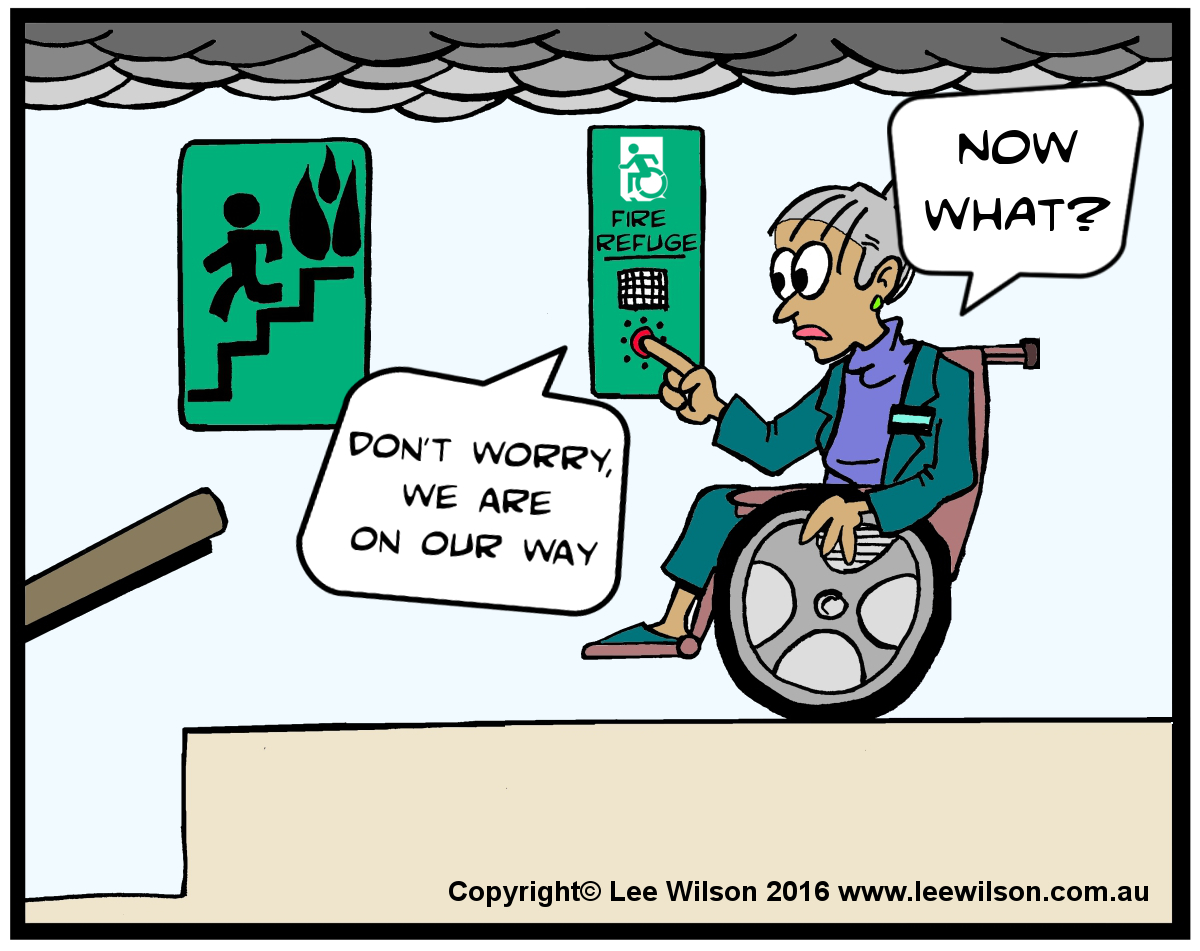 NOW
WHAT?
FIRE
REFUGE
DON'T WORRY,
WE ARE
ON OUR WAY
Copyright© Lee Wilson 2016 www.leewilson.com.au